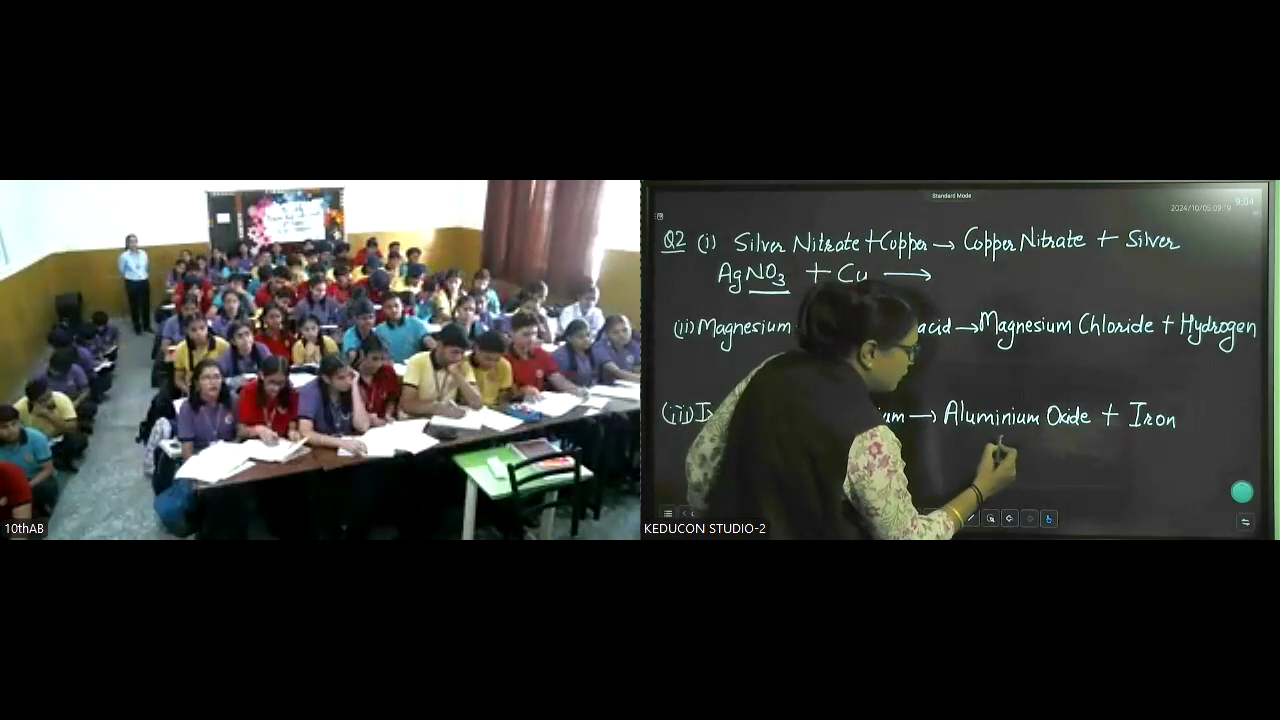 Standard Mode
9:04
2024/10/05 09:19
Q2 (i) Silver Nitrate + Copper → Copper Nitrate + Silver
AgNO₃ + Cu →
(ii) Magnesium acid → Magnesium Chloride + Hydrogen
(iii) I um → Aluminium Oxide + Iron
10thAB
KEDUCON STUDIO-2